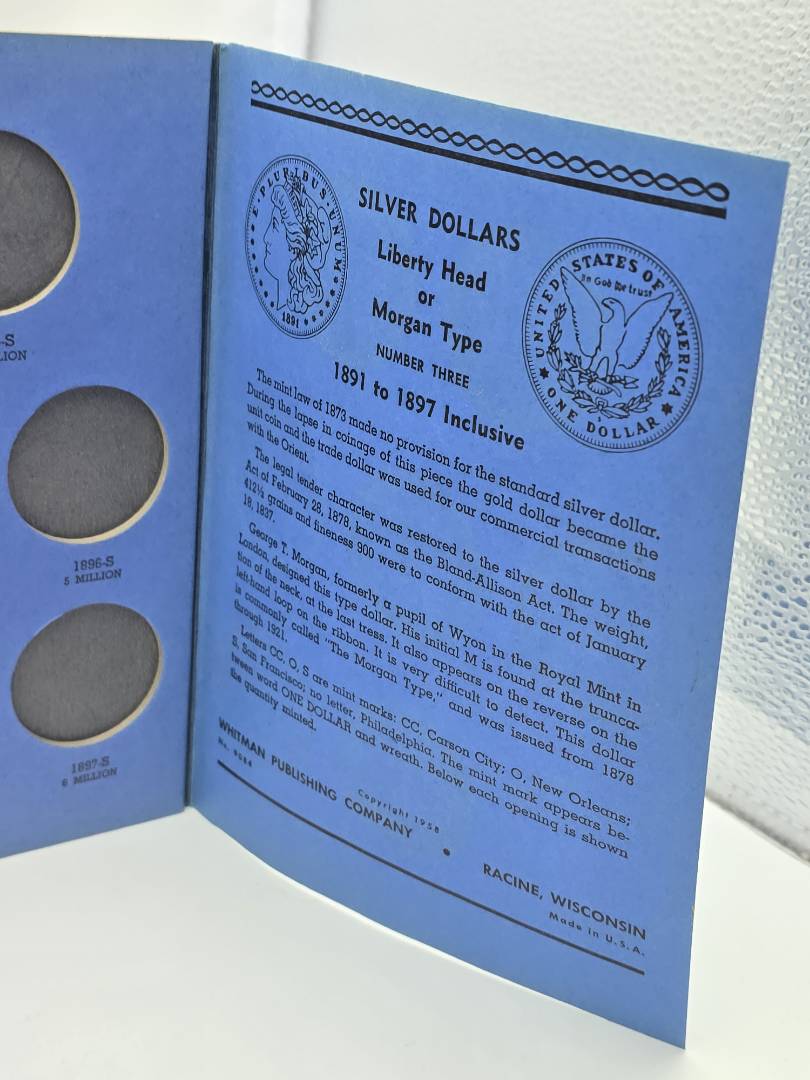 -S
LION
1896-S
5 MILLION
1897-S
6 MILLION
E·PLURIBUS·UNUM
1891
SILVER DOLLARS
Liberty Head
or
Morgan Type
NUMBER THREE
1891 to 1897 Inclusive
UNITED STATES OF AMERICA
In God we trust
ONE DOLLAR
The mint law of 1873 made no provision for the standard silver dollar.
During the lapse in coinage of this piece the gold dollar became the
unit coin and the trade dollar was used for our commercial transactions
with the Orient.
The legal tender character was restored to the silver dollar by the
Act of February 28, 1878, known as the Bland-Allison Act. The weight,
412½ grains and fineness 900 were to conform with the act of January
18, 1837.
George T. Morgan, formerly a pupil of Wyon in the Royal Mint in
London, designed this type dollar. His initial M is found at the trunca-
tion of the neck, at the last tress. It also appears on the reverse on the
left-hand loop on the ribbon. It is very difficult to detect. This dollar
is commonly called "The Morgan Type," and was issued from 1878
through 1921.
Letters CC, O, S are mint marks: CC, Carson City; O, New Orleans;
S, San Francisco; no letter, Philadelphia. The mint mark appears be-
tween word ONE DOLLAR and wreath. Below each opening is shown
the quantity minted.
Copyright 1958
WHITMAN PUBLISHING COMPANY • RACINE, WISCONSIN
No. 9084
Made in U.S.A.